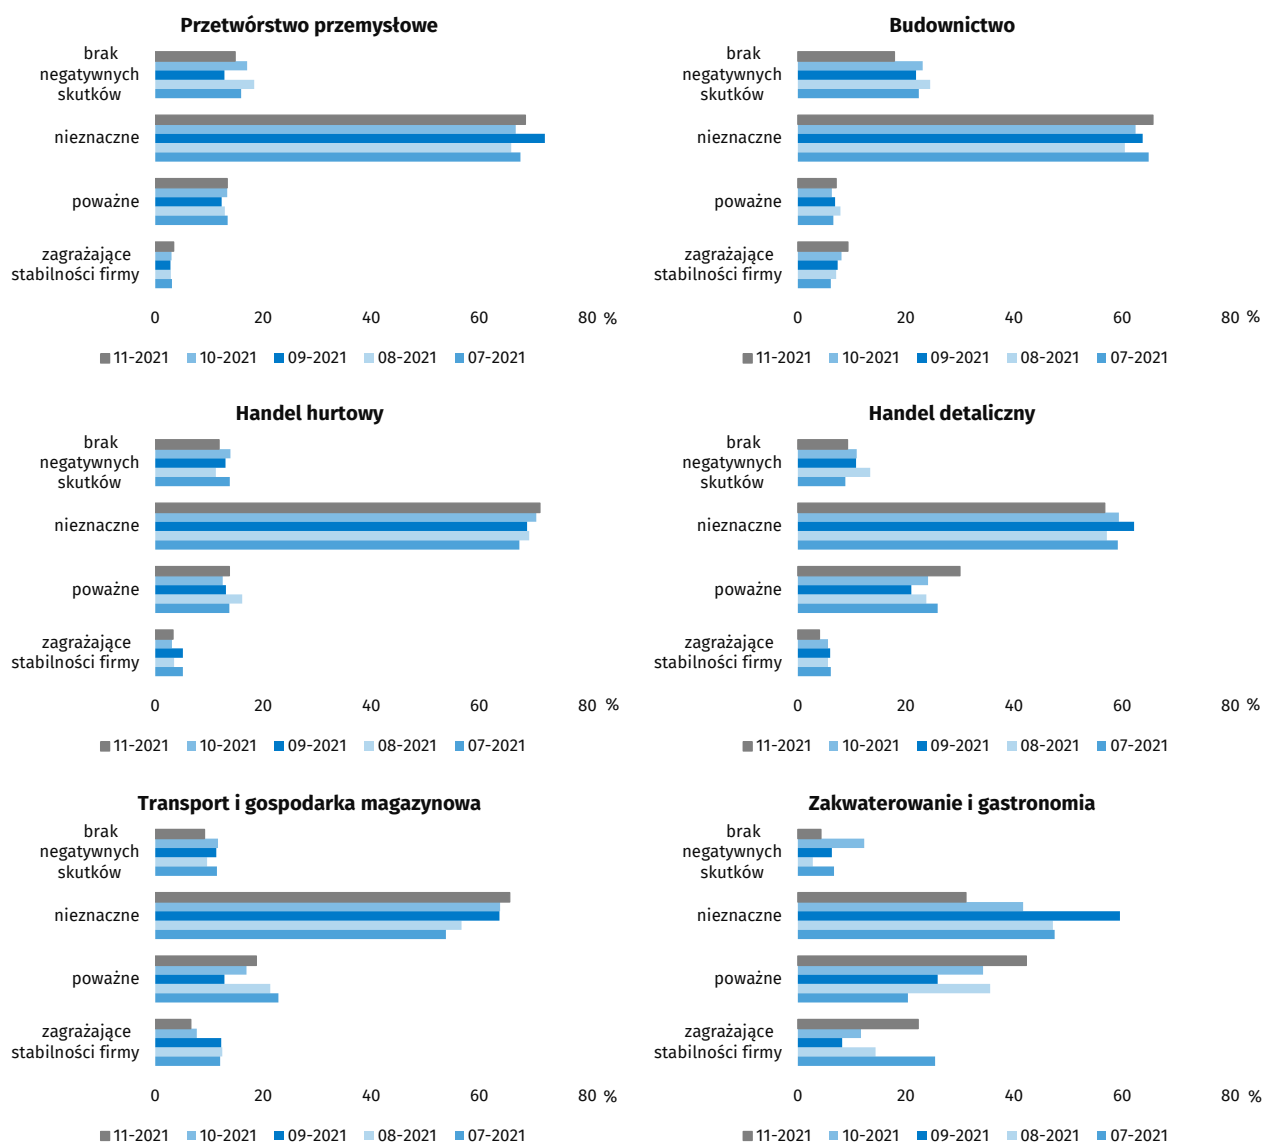 Przetwórstwo przemysłowe
brak
negatywnych
skutków
nieznaczne
poważne
zagrażające
stabilności firmy
0 20 40 60 80 %
11-2021 10-2021 09-2021 08-2021 07-2021
Budownictwo
brak
negatywnych
skutków
nieznaczne
poważne
zagrażające
stabilności firmy
0 20 40 60 80 %
11-2021 10-2021 09-2021 08-2021 07-2021
Handel hurtowy
brak
negatywnych
skutków
nieznaczne
poważne
zagrażające
stabilności firmy
0 20 40 60 80 %
11-2021 10-2021 09-2021 08-2021 07-2021
Handel detaliczny
brak
negatywnych
skutków
nieznaczne
poważne
zagrażające
stabilności firmy
0 20 40 60 80 %
11-2021 10-2021 09-2021 08-2021 07-2021
Transport i gospodarka magazynowa
brak
negatywnych
skutków
nieznaczne
poważne
zagrażające
stabilności firmy
0 20 40 60 80 %
11-2021 10-2021 09-2021 08-2021 07-2021
Zakwaterowanie i gastronomia
brak
negatywnych
skutków
nieznaczne
poważne
zagrażające
stabilności firmy
0 20 40 60 80 %
11-2021 10-2021 09-2021 08-2021 07-2021